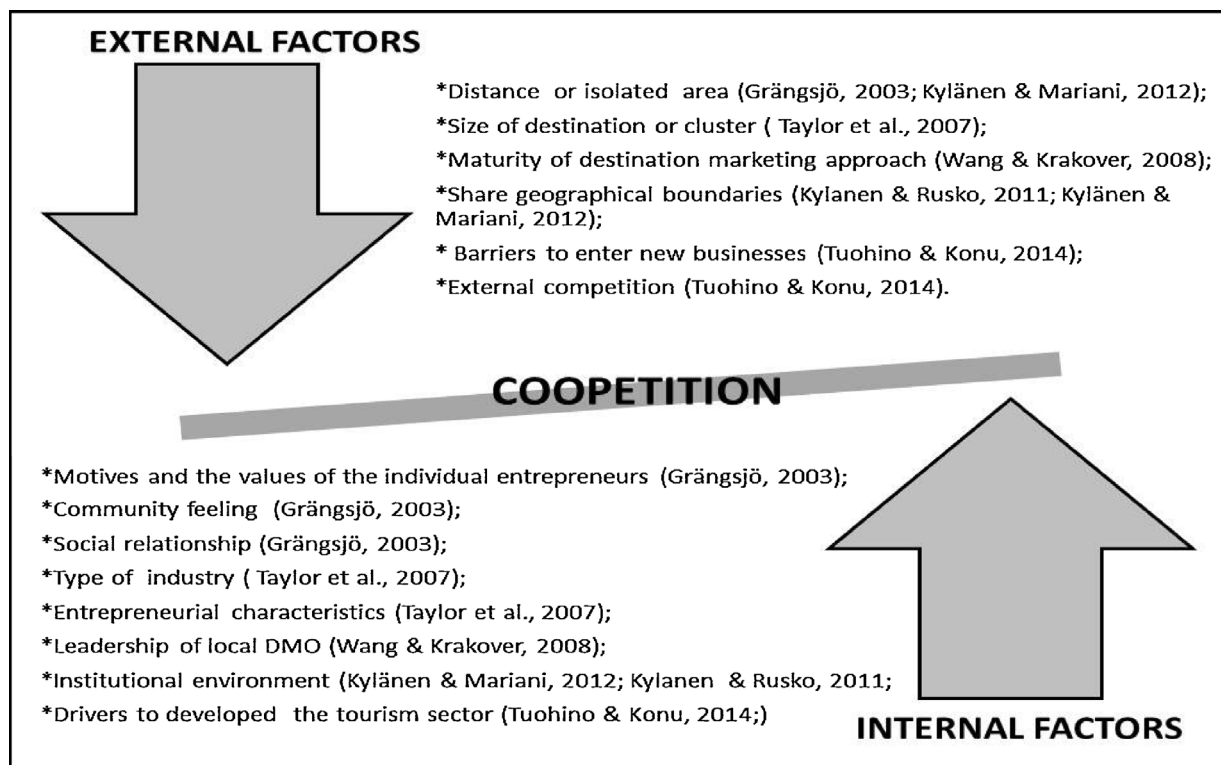 EXTERNAL FACTORS
*Distance or isolated area (Grängsjö, 2003; Kylänen & Mariani, 2012);
*Size of destination or cluster ( Taylor et al., 2007);
*Maturity of destination marketing approach (Wang & Krakover, 2008);
*Share geographical boundaries (Kylanen & Rusko, 2011; Kylänen &
Mariani, 2012);
* Barriers to enter new businesses (Tuohino & Konu, 2014);
*External competition (Tuohino & Konu, 2014).
COOPETITION
*Motives and the values of the individual entrepreneurs (Grängsjö, 2003);
*Community feeling (Grängsjö, 2003);
*Social relationship (Grängsjö, 2003);
*Type of industry ( Taylor et al., 2007);
*Entrepreneurial characteristics (Taylor et al., 2007);
*Leadership of local DMO (Wang & Krakover, 2008);
*Institutional environment (Kylänen & Mariani, 2012; Kylanen & Rusko, 2011;
*Drivers to developed the tourism sector (Tuohino & Konu, 2014;)
INTERNAL FACTORS